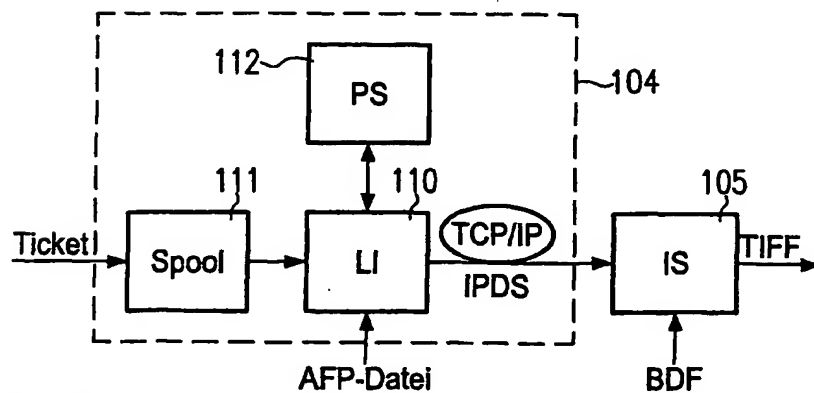 112
PS
104
111
110
105
Ticket
Spool
LI
TCP/IP
IPDS
IS
TIFF
AFP-Datei
BDF